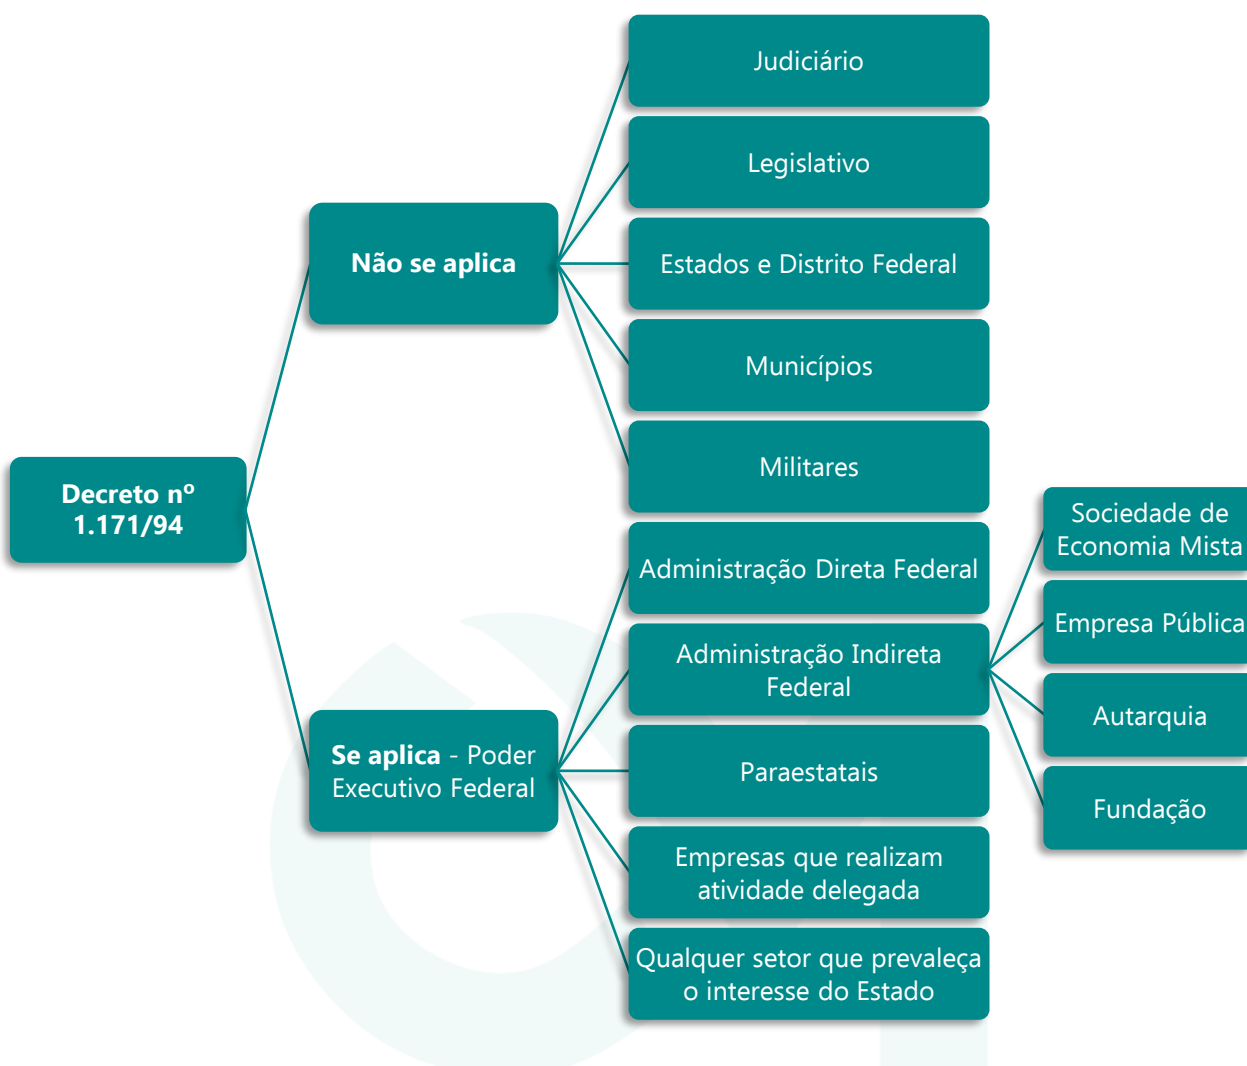 Decreto nº
1.171/94
Não se aplica
Judiciário
Legislativo
Estados e Distrito Federal
Municípios
Militares
Se aplica - Poder
Executivo Federal
Administração Direta Federal
Administração Indireta
Federal
Sociedade de
Economia Mista
Empresa Pública
Autarquia
Fundação
Paraestatais
Empresas que realizam
atividade delegada
Qualquer setor que prevaleça
o interesse do Estado